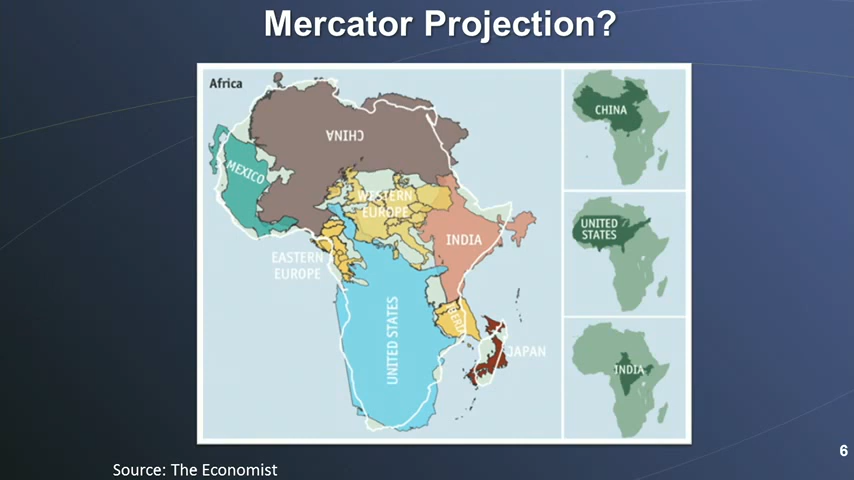 Mercator Projection?
Africa
CHINA
MEXICO
WESTERN
EUROPE
INDIA
EASTERN
EUROPE
UNITED STATES
JAPAN
CHINA
UNITED
STATES
INDIA
6
Source: The Economist